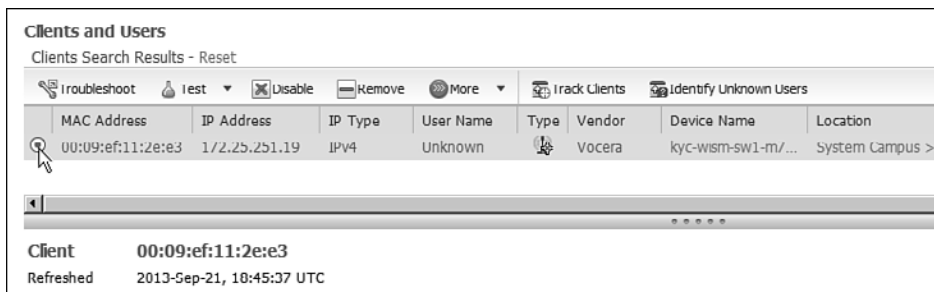 Clients and Users
Clients Search Results - Reset
Troubleshoot Test Disable Remove More Track Clients Identify Unknown Users
MAC Address IP Address IP Type User Name Type Vendor Device Name Location
00:09:ef:11:2e:e3 172.25.251.19 IPv4 Unknown Vocera kyc-wism-sw1-m7... System Campus >
Client 00:09:ef:11:2e:e3
Refreshed 2013-Sep-21, 18:45:37 UTC